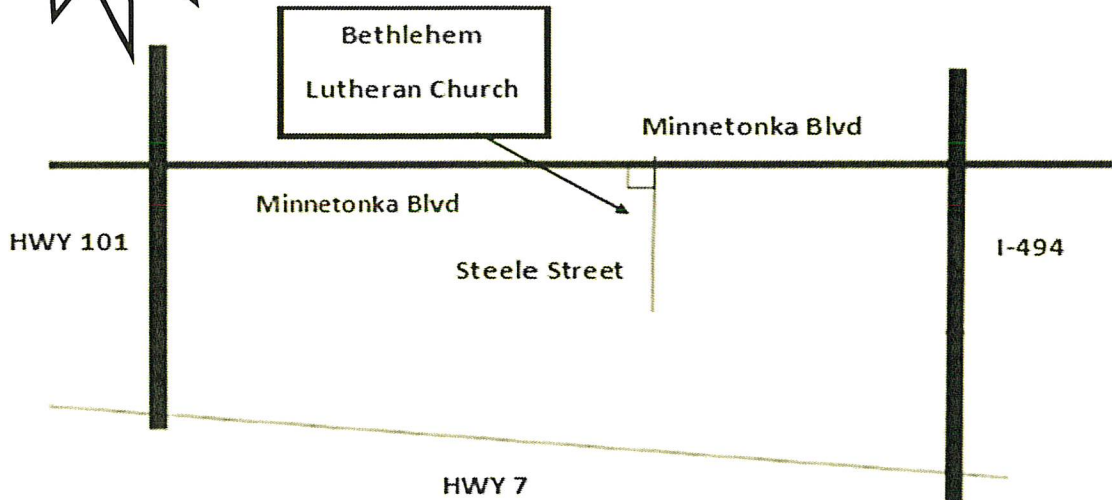 Bethlehem
Lutheran Church
Minnetonka Blvd
Minnetonka Blvd
HWY 101
I-494
Steele Street
HWY 7